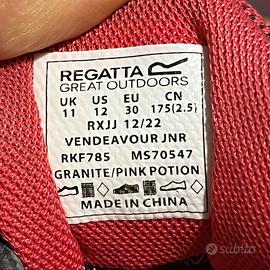 REGATTA
GREAT OUTDOORS
UK US EU CN
11 12 30 175(2.5)
RXJJ 12/22
VENDEAVOUR JNR
RKF785 MS70547
GRANITE/PINK POTION
MADE IN CHINA
subito